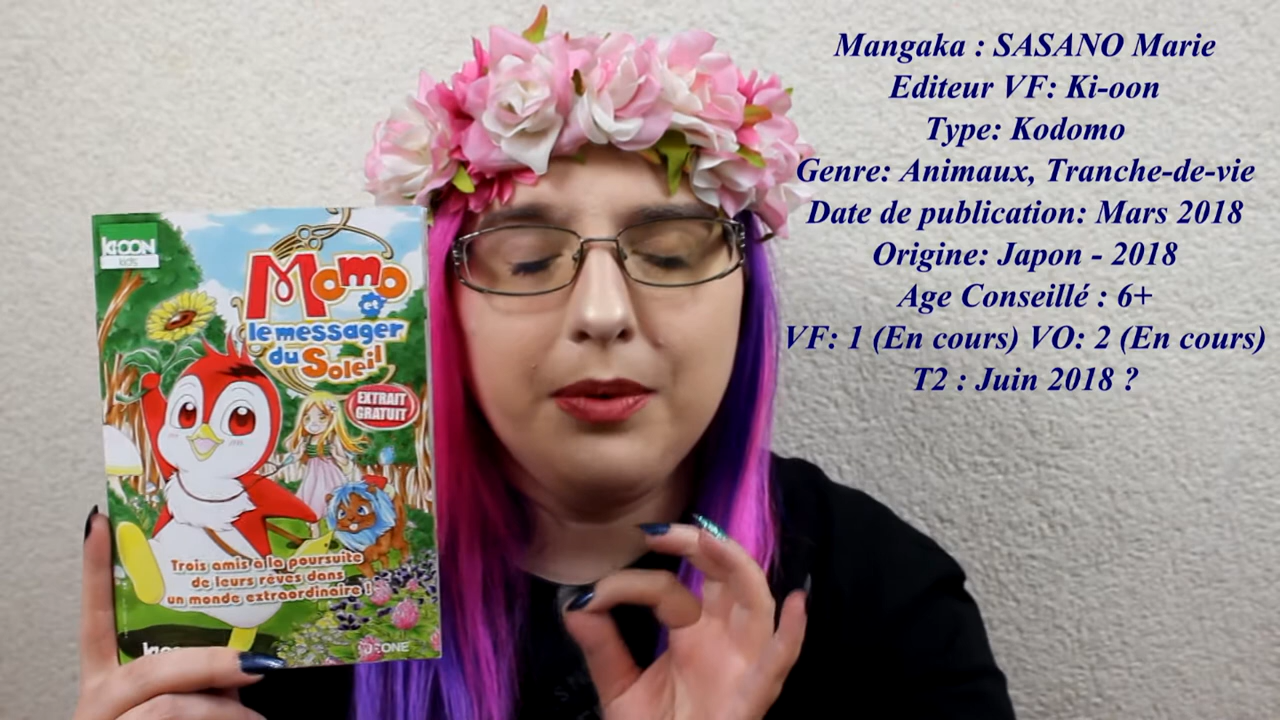 Mangaka : SASANO Marie
Editeur VF: Ki-oon
Type: Kodomo
Genre: Animaux, Tranche-de-vie
Date de publication: Mars 2018
Origine: Japon - 2018
Age Conseillé : 6+
VF: 1 (En cours) VO: 2 (En cours)
T2 : Juin 2018 ?
KI-OON
kids
Momo
et
le messager
du Soleil
EXTRAIT
GRATUIT
Trois amis à la poursuite
de leurs rêves dans
un monde extraordinaire !